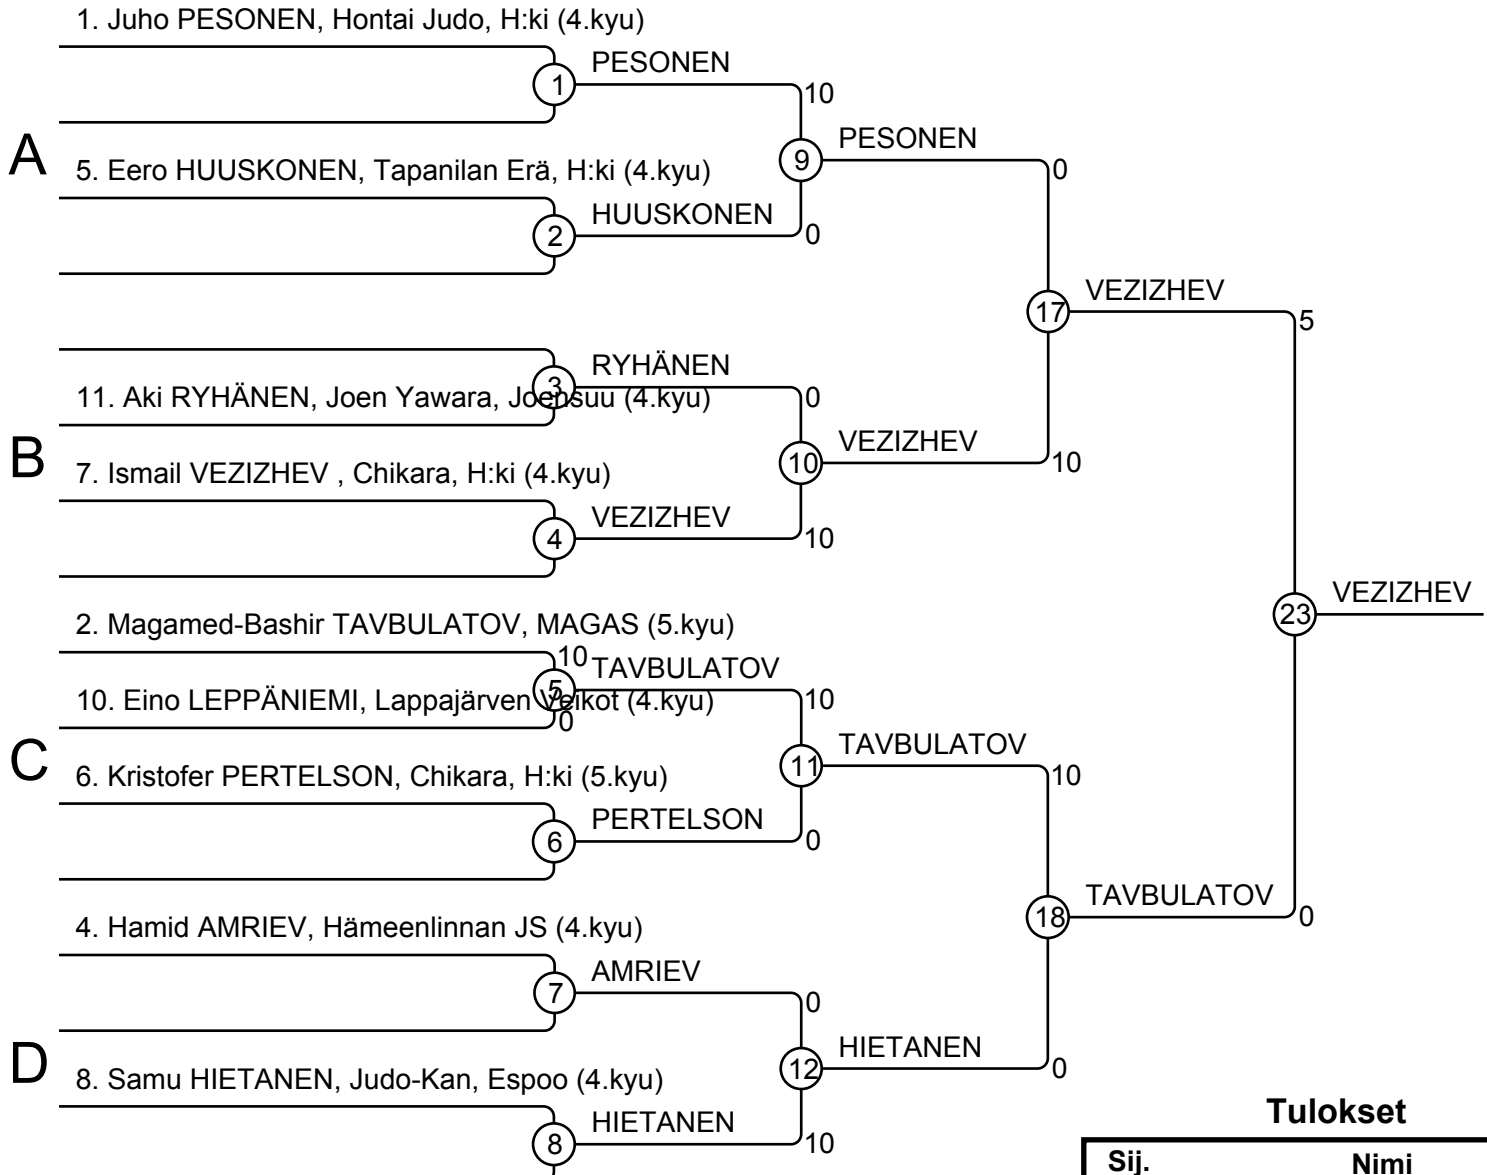 1. Juho PESONEN, Hontai Judo, H:ki (4.kyu)
1 PESONEN
10
A
9 PESONEN
5. Eero HUUSKONEN, Tapanilan Erä, H:ki (4.kyu)
0
2 HUUSKONEN
0
17 VEZIZHEV
5
3 RYHÄNEN
11. Aki RYHÄNEN, Joen Yawara, Joensuu (4.kyu)
0
B
10 VEZIZHEV
10
7. Ismail VEZIZHEV , Chikara, H:ki (4.kyu)
4 VEZIZHEV
10
23 VEZIZHEV
2. Magamed-Bashir TAVBULATOV, MAGAS (5.kyu)
10
5 TAVBULATOV
10. Eino LEPPÄNIEMI, Lappajärven Veikot (4.kyu)
0
10
C
11 TAVBULATOV
10
6. Kristofer PERTELSON, Chikara, H:ki (5.kyu)
6 PERTELSON
0
18 TAVBULATOV
0
4. Hamid AMRIEV, Hämeenlinnan JS (4.kyu)
7 AMRIEV
0
D
12 HIETANEN
0
8. Samu HIETANEN, Judo-Kan, Espoo (4.kyu)
8 HIETANEN
10
Tulokset
Sij. Nimi